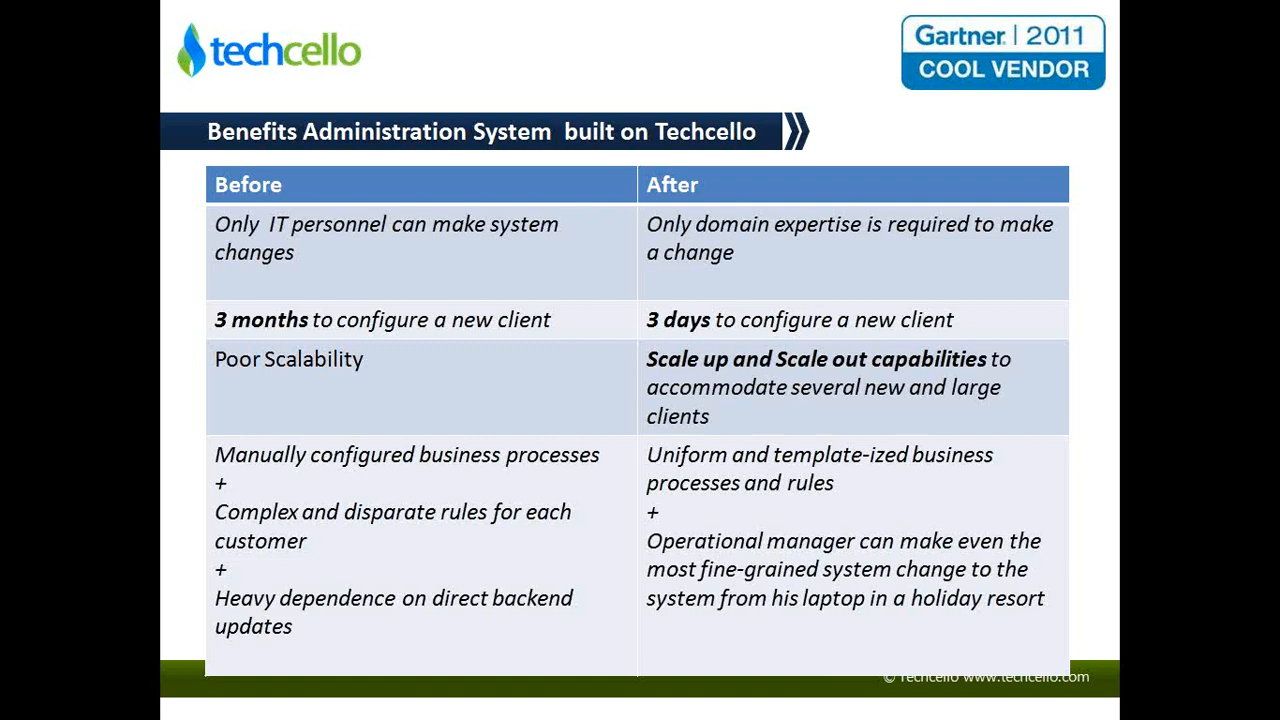 techcello
Gartner. | 2011
COOL VENDOR
Benefits Administration System built on Techcello
Before
After
Only IT personnel can make system
changes
Only domain expertise is required to make
a change
3 months to configure a new client
3 days to configure a new client
Poor Scalability
Scale up and Scale out capabilities to
accommodate several new and large
clients
Manually configured business processes
+
Complex and disparate rules for each
customer
+
Heavy dependence on direct backend
updates
Uniform and template-ized business
processes and rules
+
Operational manager can make even the
most fine-grained system change to the
system from his laptop in a holiday resort
© Techcello www.techcello.com